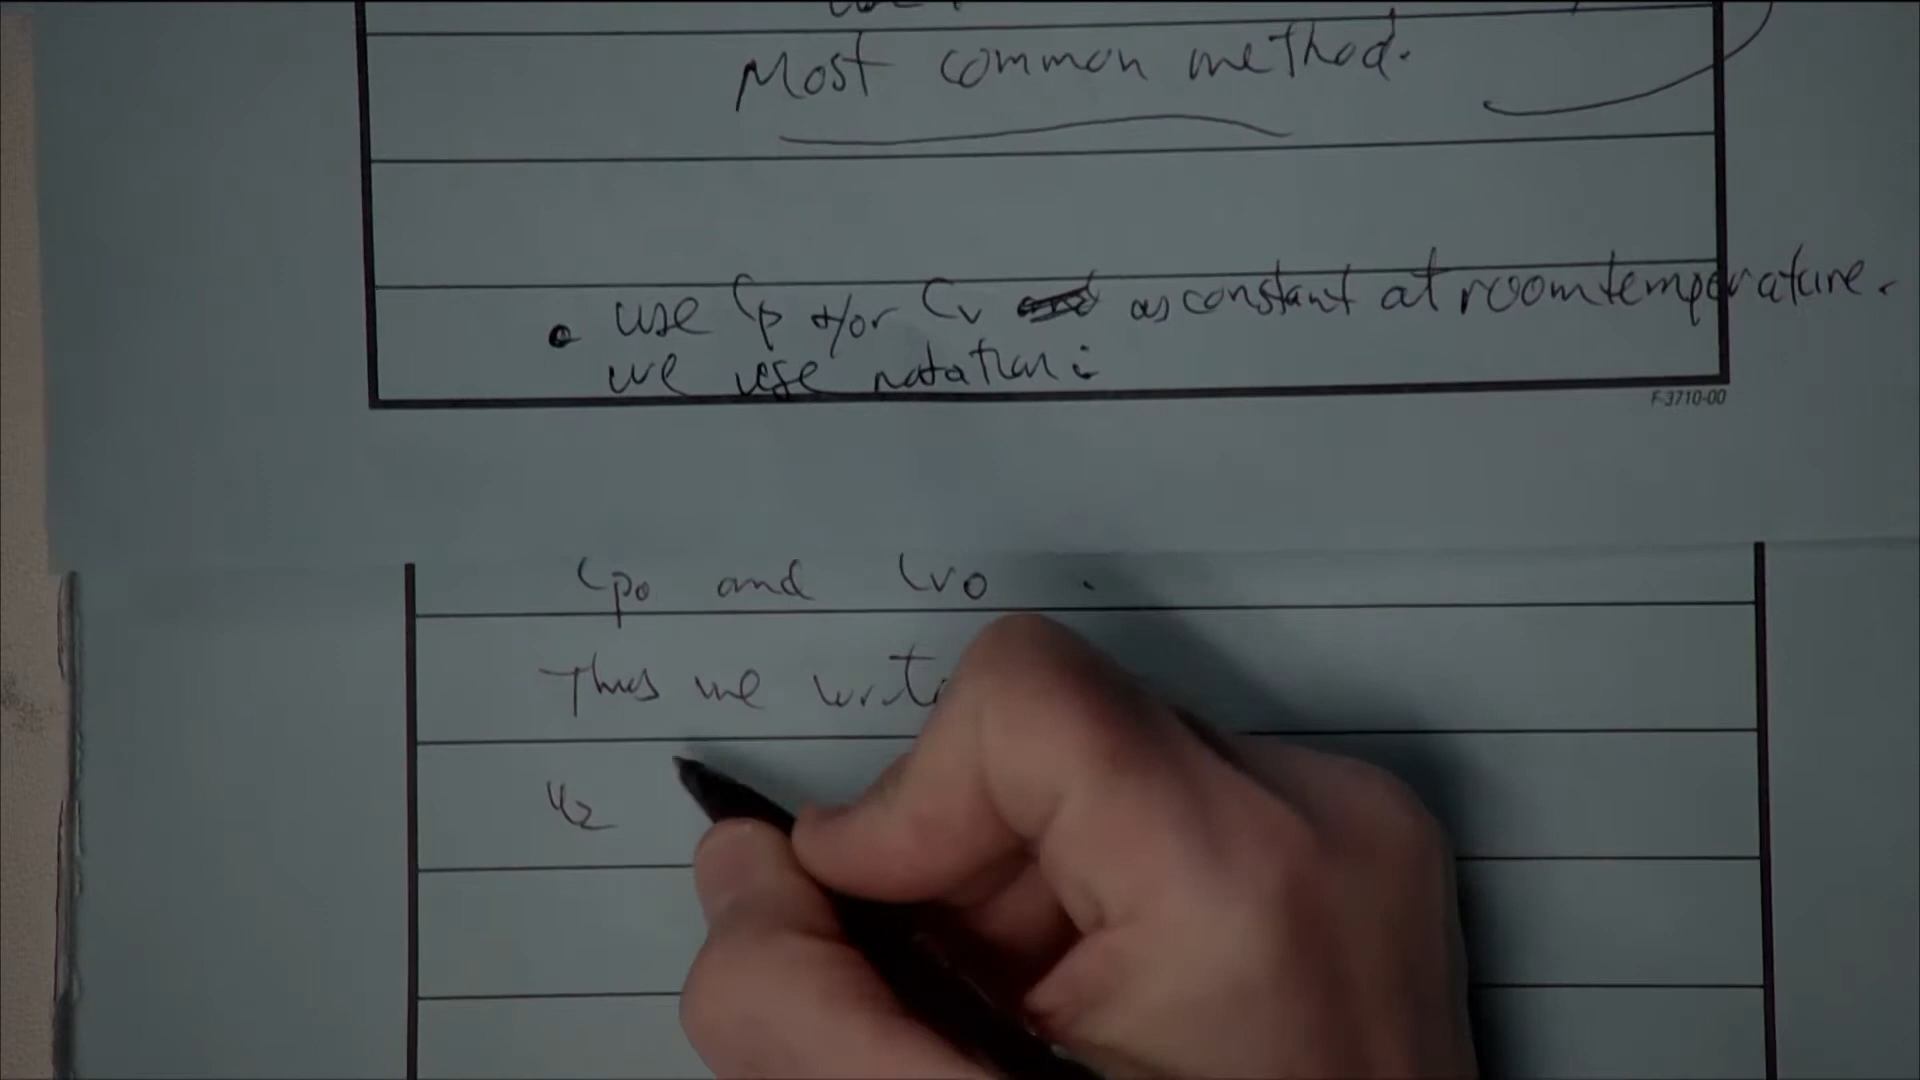 Most common method.
• use Cp &/or Cv as constant at room temperature.
we use notation:
F-3710-00
Cpo and Cvo .
Thus we write
u2